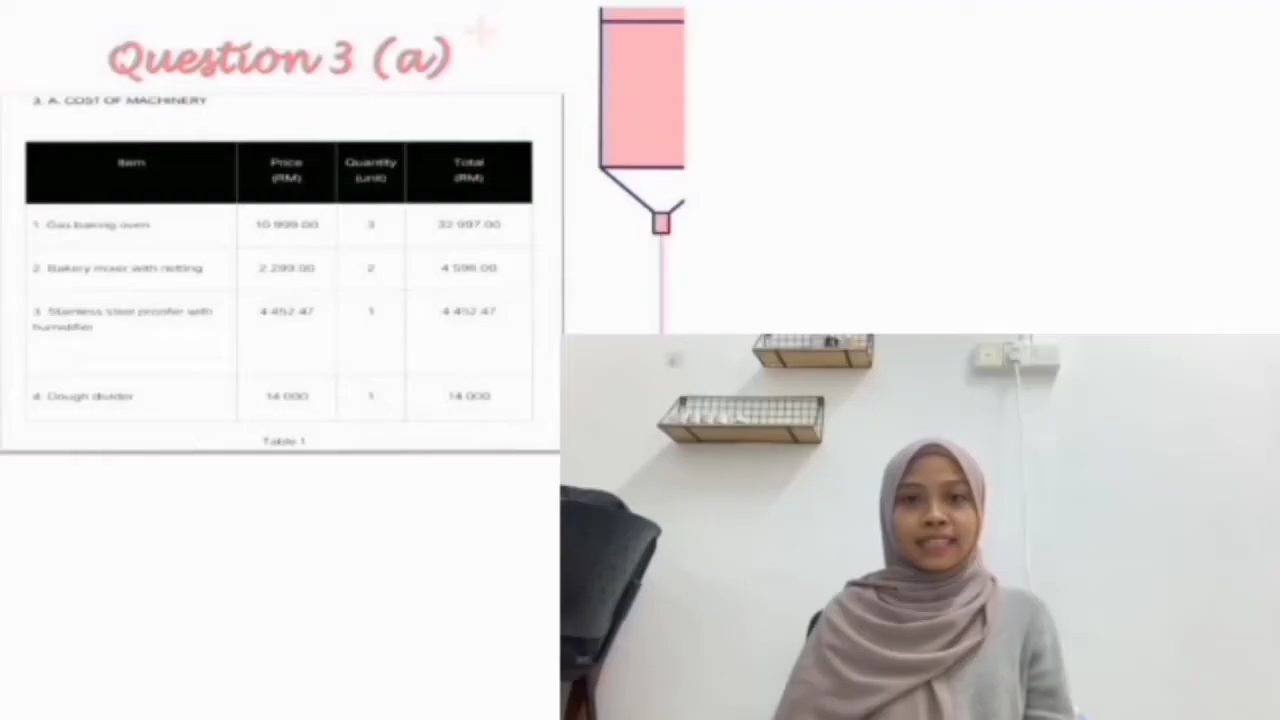 Question 3 (a)
3. A. COST OF MACHINERY
Item Price Quantity Total
(RM) (unit) (RM)
1. Gas baking oven 10 999.00 3 32 997.00
2. Bakery mixer with netting 2 299.00 2 4 598.00
3. Stainless steel proofer with 4 452.47 1 4 452.47
humidifier
4. Dough divider 14 000 1 14 000
Table 1